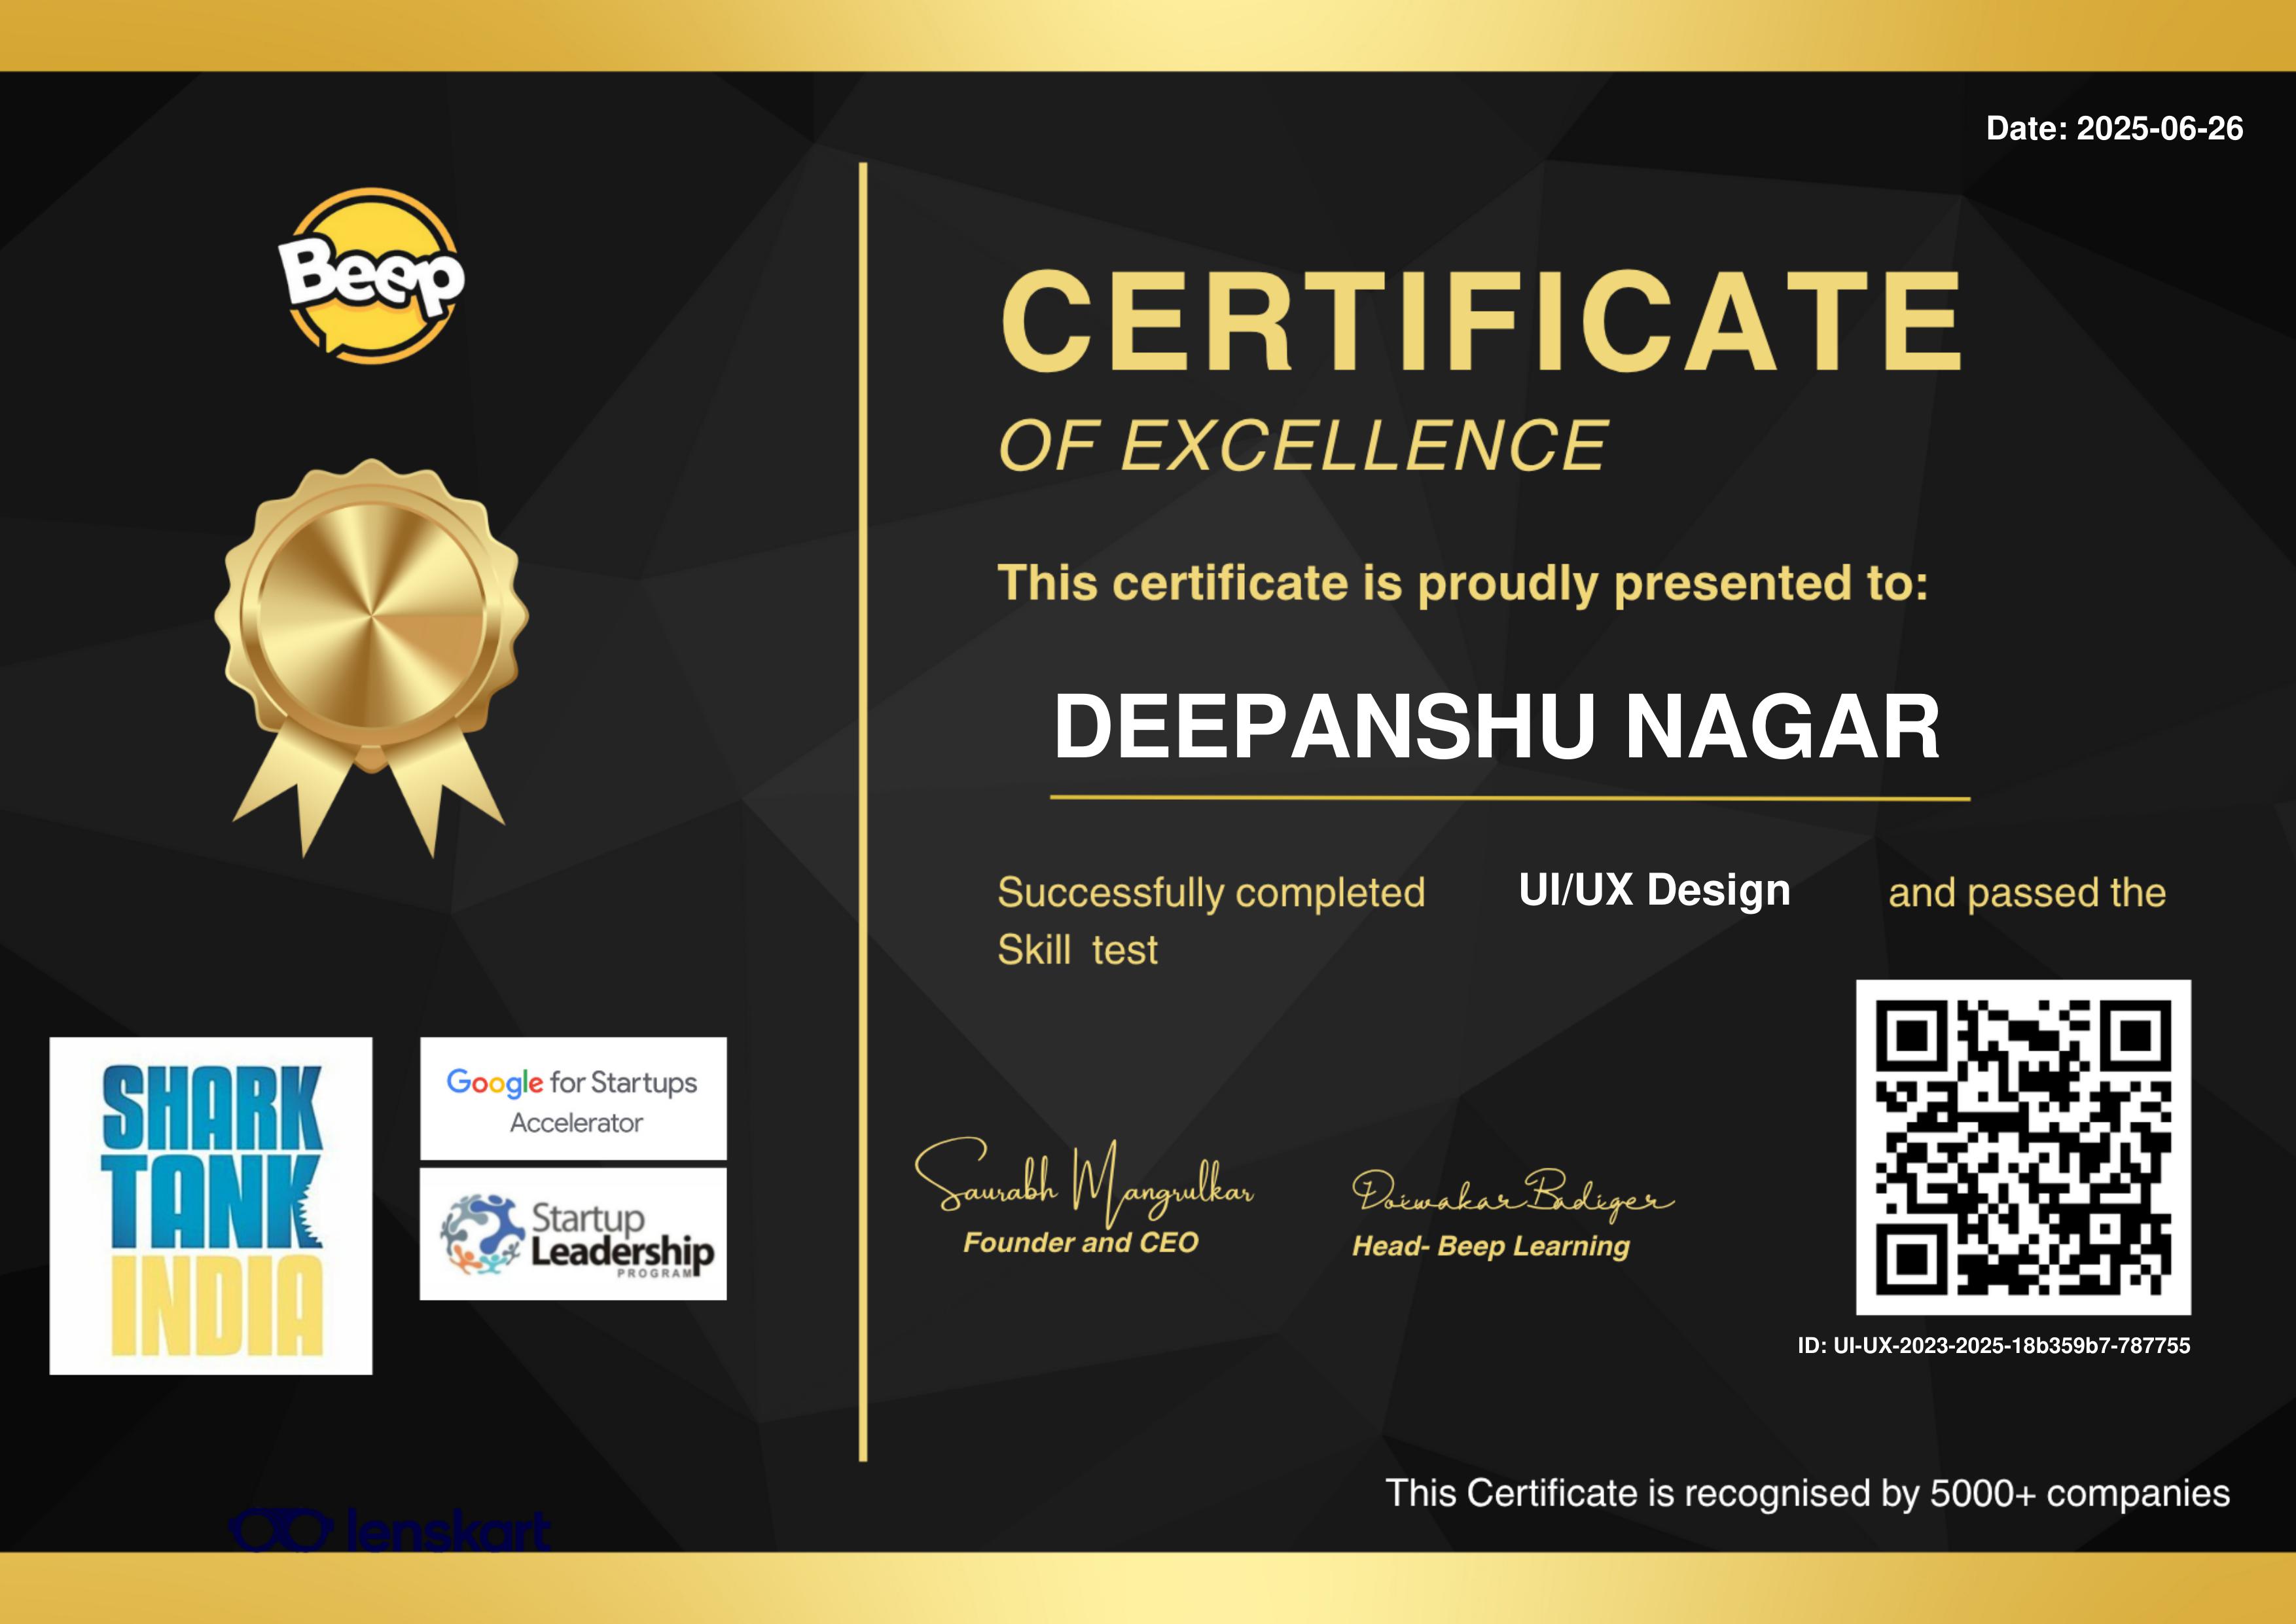 Date: 2025-06-26
Beep
CERTIFICATE
OF EXCELLENCE
This certificate is proudly presented to:
DEEPANSHU NAGAR
Successfully completed UI/UX Design and passed the
Skill test
SHARK
TANK
INDIA
Google for Startups
Accelerator
Startup
Leadership
PROGRAM
Saurabh Mangrulkar
Founder and CEO
Doiwakar Badiger
Head- Beep Learning
ID: UI-UX-2023-2025-18b359b7-787755
This Certificate is recognised by 5000+ companies
lenskart